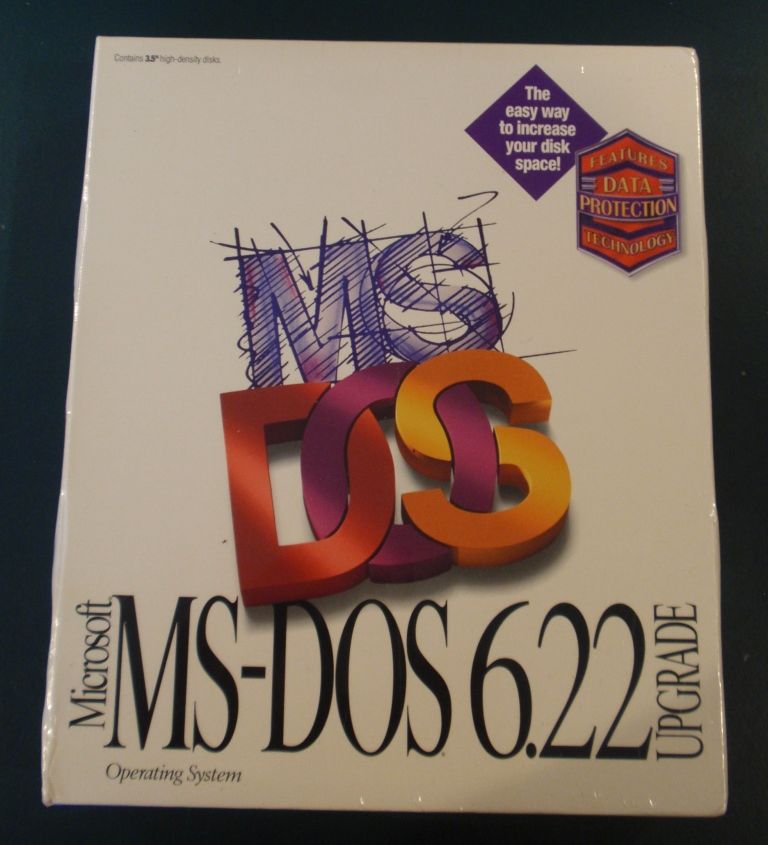 Contains 3.5" high-density disks.
The
easy way
to increase
your disk
space!
FEATURES
DATA
PROTECTION
TECHNOLOGY
MS
DOS
Microsoft
MS-DOS 6.22
UPGRADE
Operating System